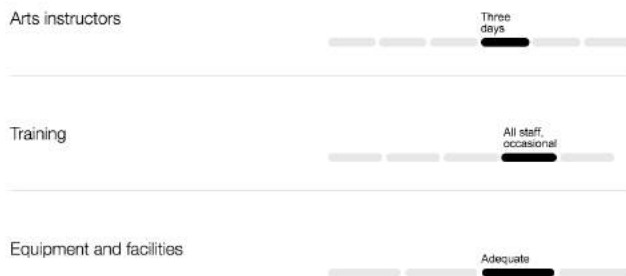 Arts instructors
Three
days
Training
All staff,
occasional
Equipment and facilities
Adequate